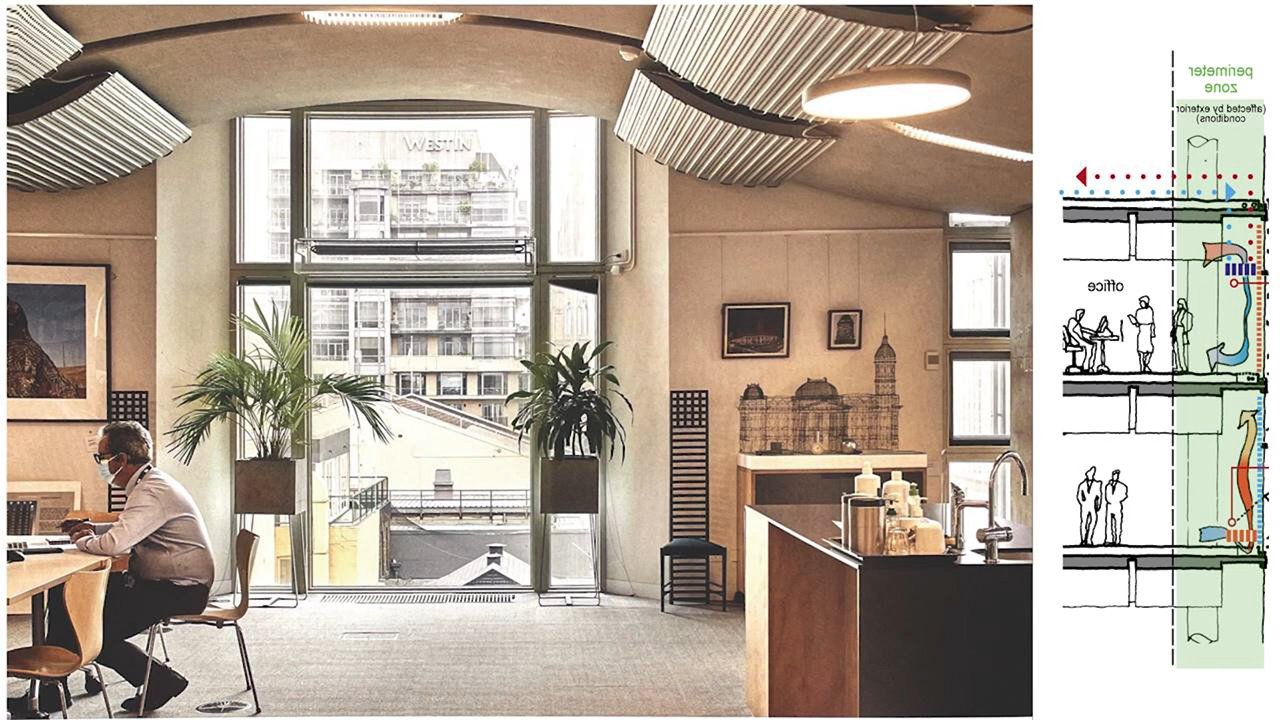 WESTIN
perimeter
zone
(affected by exterior
conditions)
office